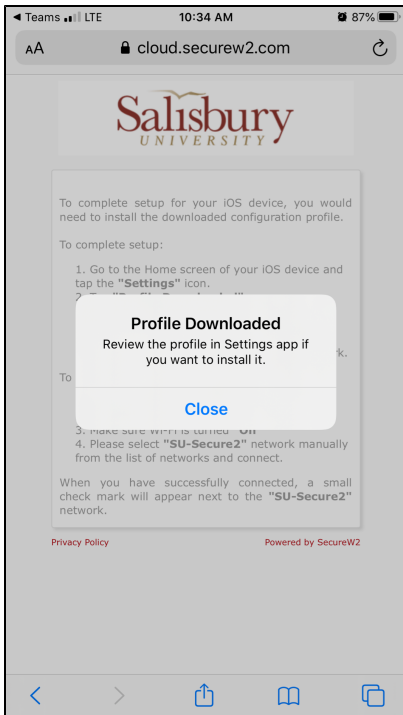 Teams LTE 10:34 AM 87%
AA cloud.securew2.com
Salisbury
UNIVERSITY
To complete setup for your iOS device, you would
need to install the downloaded configuration profile.
To complete setup:
1. Go to the Home screen of your iOS device and
tap the "Settings" icon.
Profile Downloaded
Review the profile in Settings app if
you want to install it.
Close
To
3. Make sure Wi-Fi is turned "On"
4. Please select "SU-Secure2" network manually
from the list of networks and connect.
When you have successfully connected, a small
check mark will appear next to the "SU-Secure2"
network.
Privacy Policy Powered by SecureW2